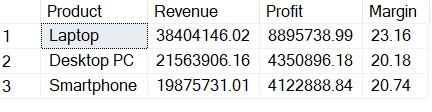 Product Revenue Profit Margin
1 Laptop 38404146.02 8895738.99 23.16
2 Desktop PC 21563906.16 4350896.18 20.18
3 Smartphone 19875731.01 4122888.84 20.74